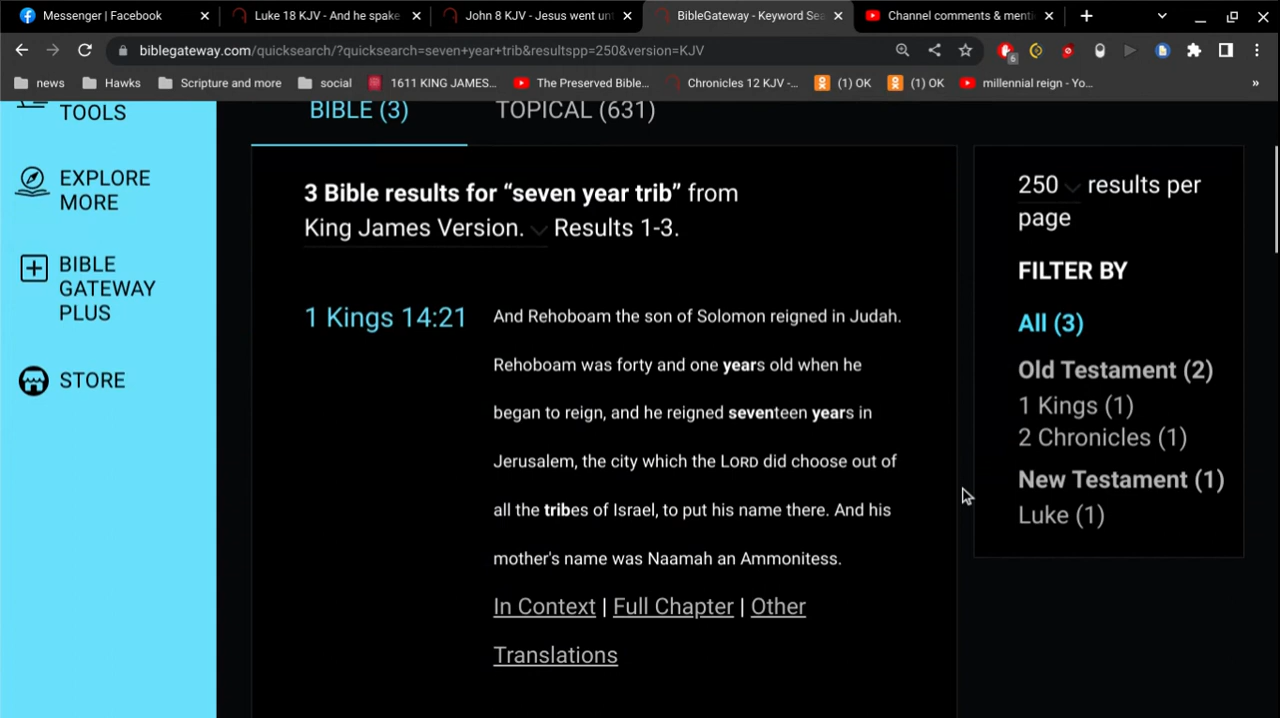 Messenger | Facebook
Luke 18 KJV - And he spake
John 8 KJV - Jesus went un
BibleGateway - Keyword Sea
Channel comments & menti
biblegateway.com/quicksearch/?quicksearch=seven+year+trib&resultspp=250&version=KJV
6
news
Hawks
Scripture and more
social
1611 KING JAMES...
The Preserved Bible...
Chronicles 12 KJV -...
(1) OK
(1) OK
millennial reign - Yo...
»
TOOLS
EXPLORE
MORE
BIBLE
GATEWAY
PLUS
STORE
BIBLE (3)
TOPICAL (631)
3 Bible results for “seven year trib” from
King James Version. Results 1-3.
1 Kings 14:21
And Rehoboam the son of Solomon reigned in Judah.
Rehoboam was forty and one years old when he
began to reign, and he reigned seventeen years in
Jerusalem, the city which the LORD did choose out of
all the tribes of Israel, to put his name there. And his
mother's name was Naamah an Ammonitess.
In Context | Full Chapter | Other
Translations
250 results per
page
FILTER BY
All (3)
Old Testament (2)
1 Kings (1)
2 Chronicles (1)
New Testament (1)
Luke (1)